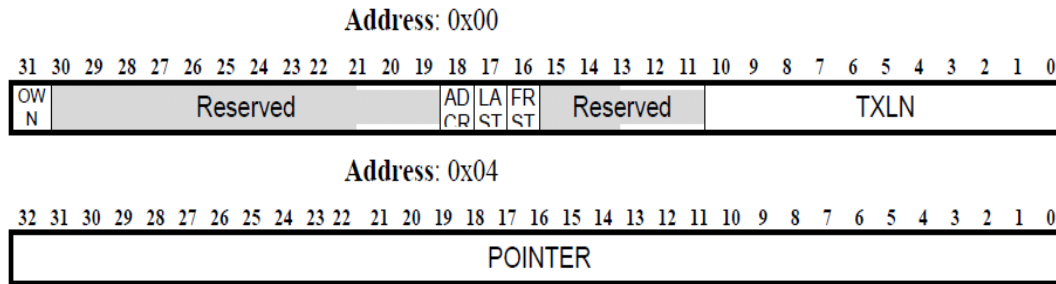 Address: 0x00
31 30 29 28 27 26 25 24 23 22 21 20 19 18 17 16 15 14 13 12 11 10 9 8 7 6 5 4 3 2 1 0
OW Reserved AD LA FR Reserved TXLN
N CR ST ST
Address: 0x04
32 31 30 29 28 27 26 25 24 23 22 21 20 19 18 17 16 15 14 13 12 11 10 9 8 7 6 5 4 3 2 1 0
POINTER